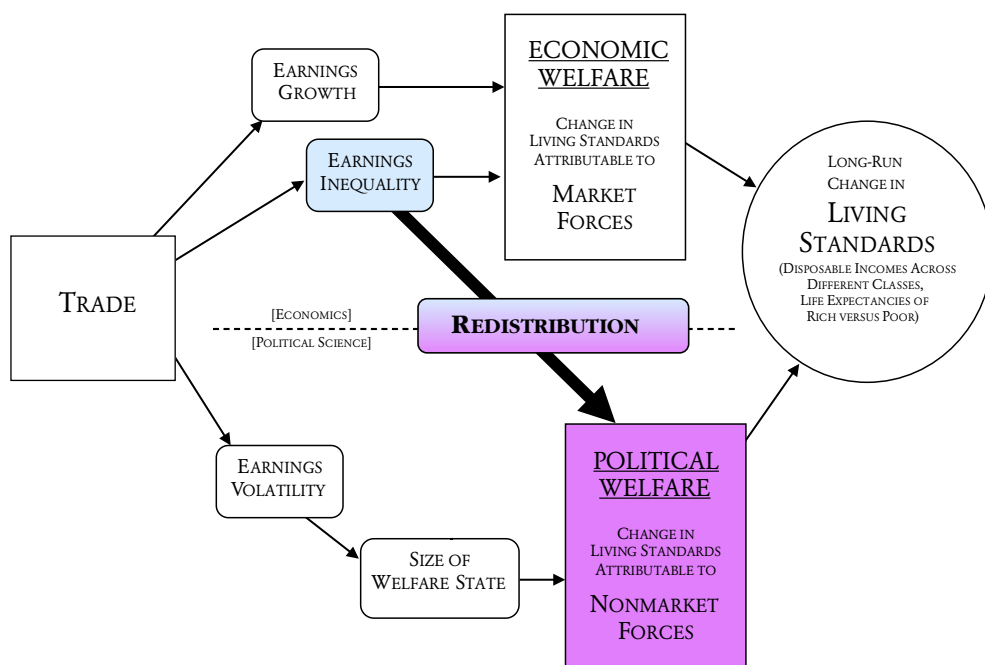 EARNINGS
GROWTH
ECONOMIC
WELFARE
CHANGE IN
LIVING STANDARDS
ATTRIBUTABLE TO
MARKET
FORCES
EARNINGS
INEQUALITY
LONG-RUN
CHANGE IN
LIVING
STANDARDS
(DISPOSABLE INCOMES ACROSS
DIFFERENT CLASSES,
LIFE EXPECTANCIES OF
RICH VERSUS POOR)
TRADE
[ECONOMICS]
[POLITICAL SCIENCE]
REDISTRIBUTION
EARNINGS
VOLATILITY
SIZE OF
WELFARE STATE
POLITICAL
WELFARE
CHANGE IN
LIVING STANDARDS
ATTRIBUTABLE TO
NONMARKET
FORCES